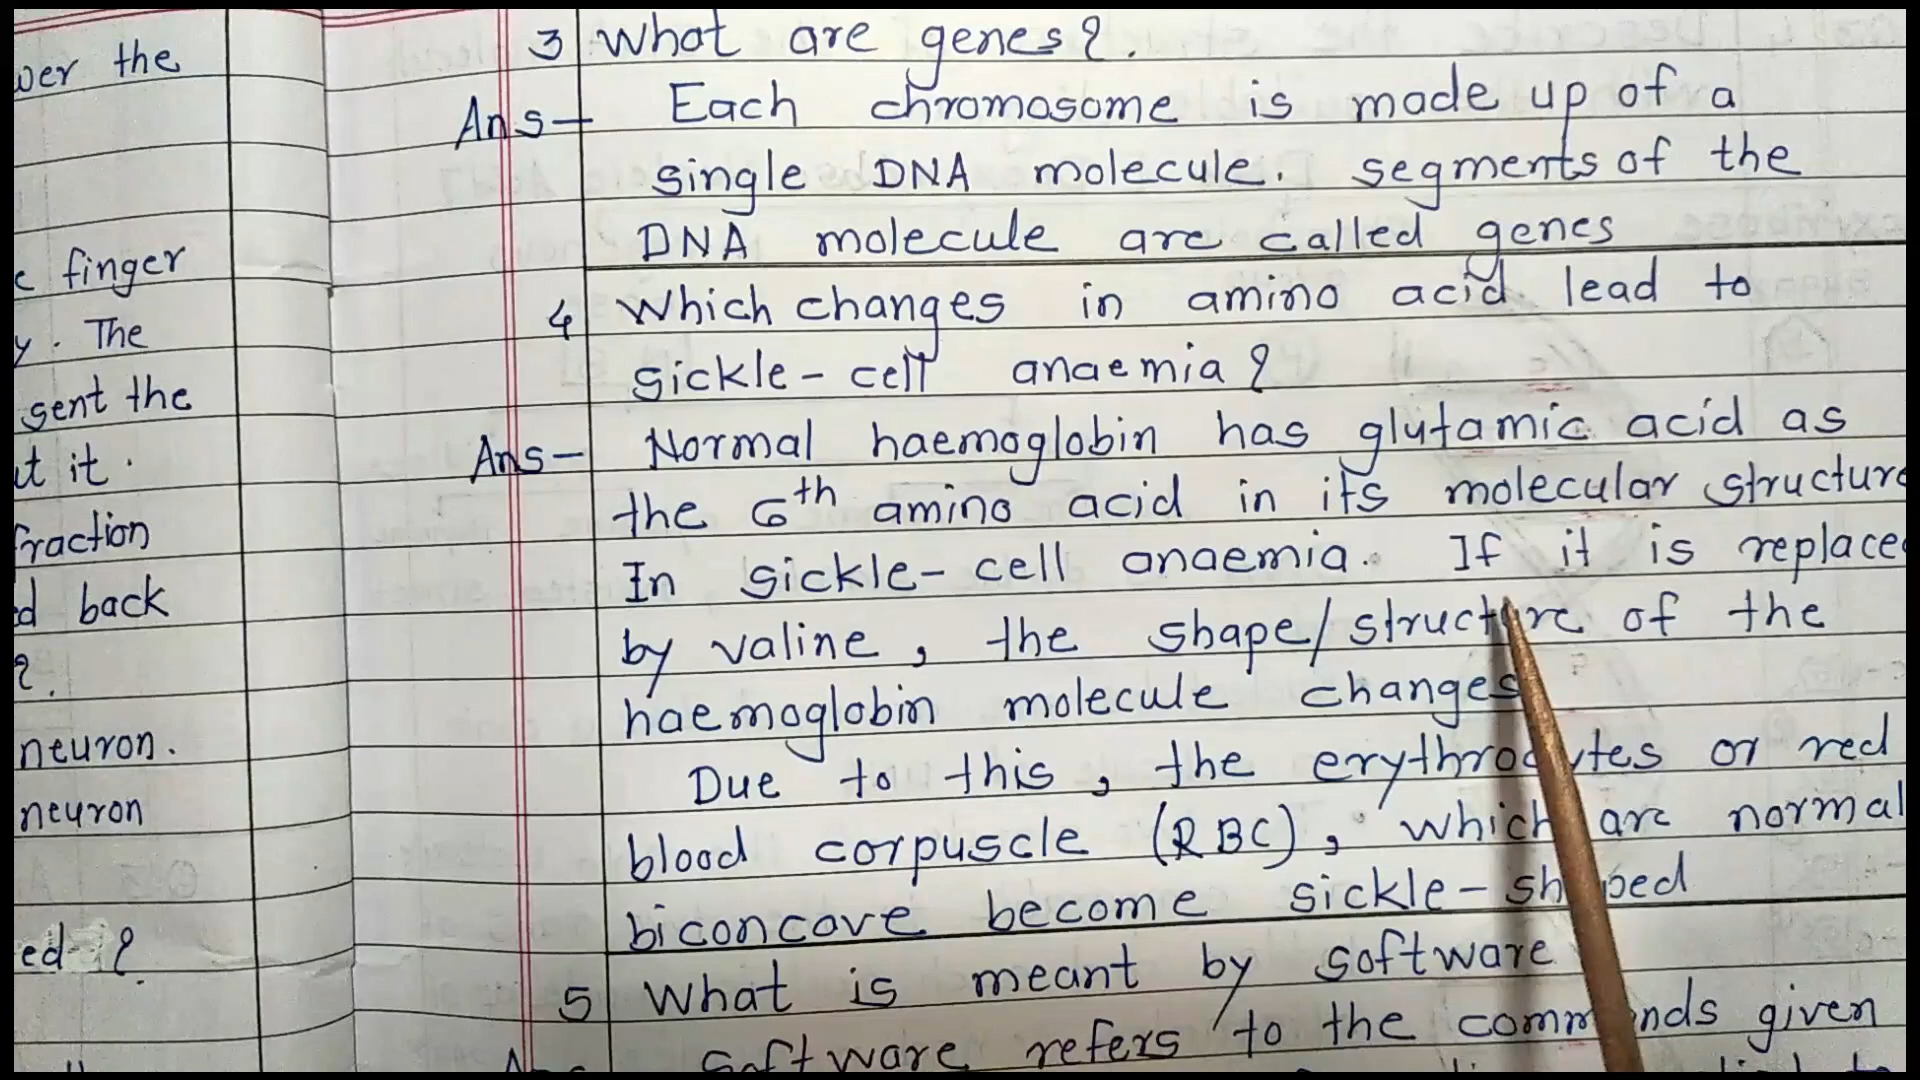 wer the
finger
y. The
sent the
ut it.
fraction
d back
?.
neuron.
neuron
ed ?
3 What are genes?.
Ans- Each chromosome is made up of a
single DNA molecule. segments of the
DNA molecule are called genes
4 Which changes in amino acid lead to
sickle-cell anaemia?
Ans- Normal haemoglobin has glutamic acid as
the 6th amino acid in its molecular structure
In sickle-cell anaemia. If it is replace
by valine, the shape/structure of the
haemoglobin molecule changes
Due to this, the erythrocytes or red
blood corpuscle (RBC), which are normal
biconcave become sickle-shaped
5 What is meant by software
software refers to the commands given